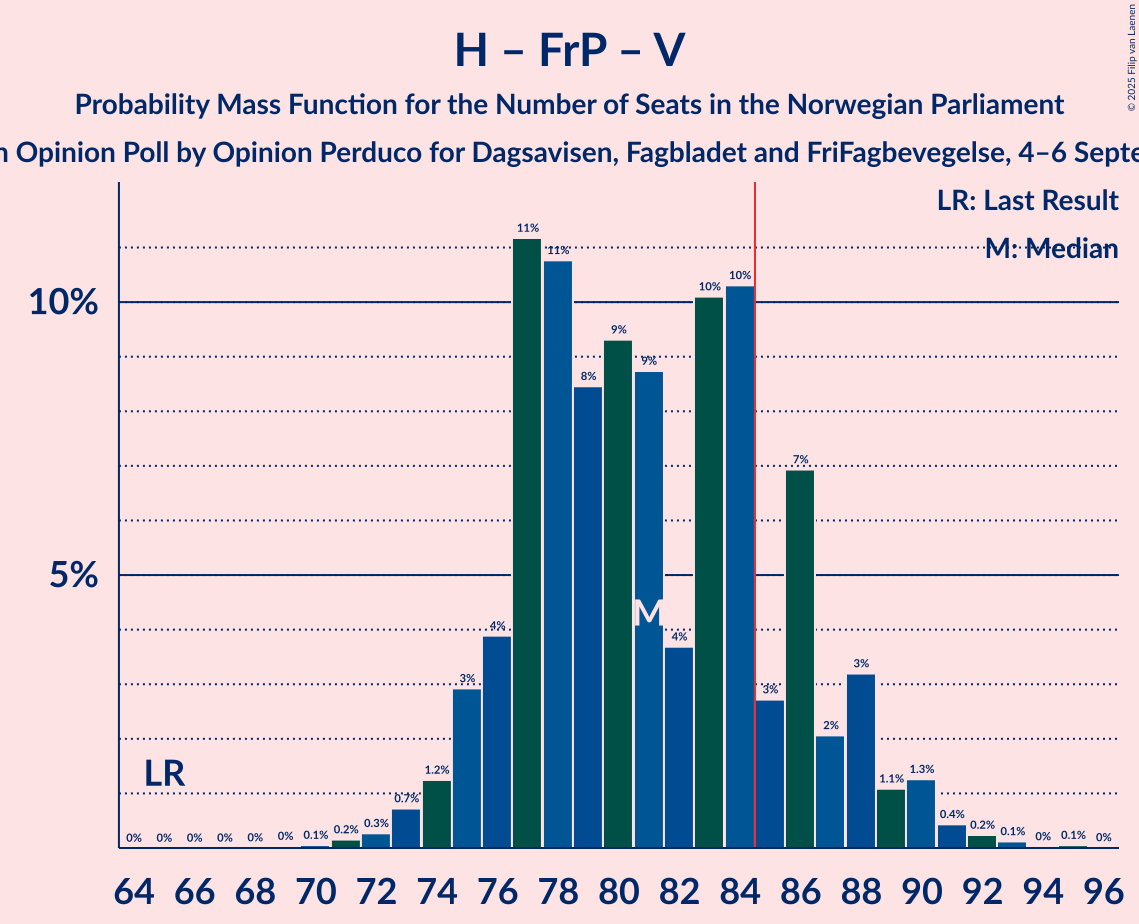 H – FrP – V
Probability Mass Function for the Number of Seats in the Norwegian Parliament
Opinion Poll by Opinion Perduco for Dagsavisen, Fagbladet and FriFagbevegelse, 4–6
© 2025 Filip van Laenen
LR: Last Result
M: Median
10%
5%
LR
M
0% 0% 0% 0% 0% 0% 0.1% 0.2% 0.3% 0.7% 1.2% 3% 4% 11% 11% 8% 9% 9% 4% 10% 10% 3% 7% 2% 3% 1.1% 1.3% 0.4% 0.2% 0.1% 0% 0.1% 0%
64 66 68 70 72 74 76 78 80 82 84 86 88 90 92 94 96